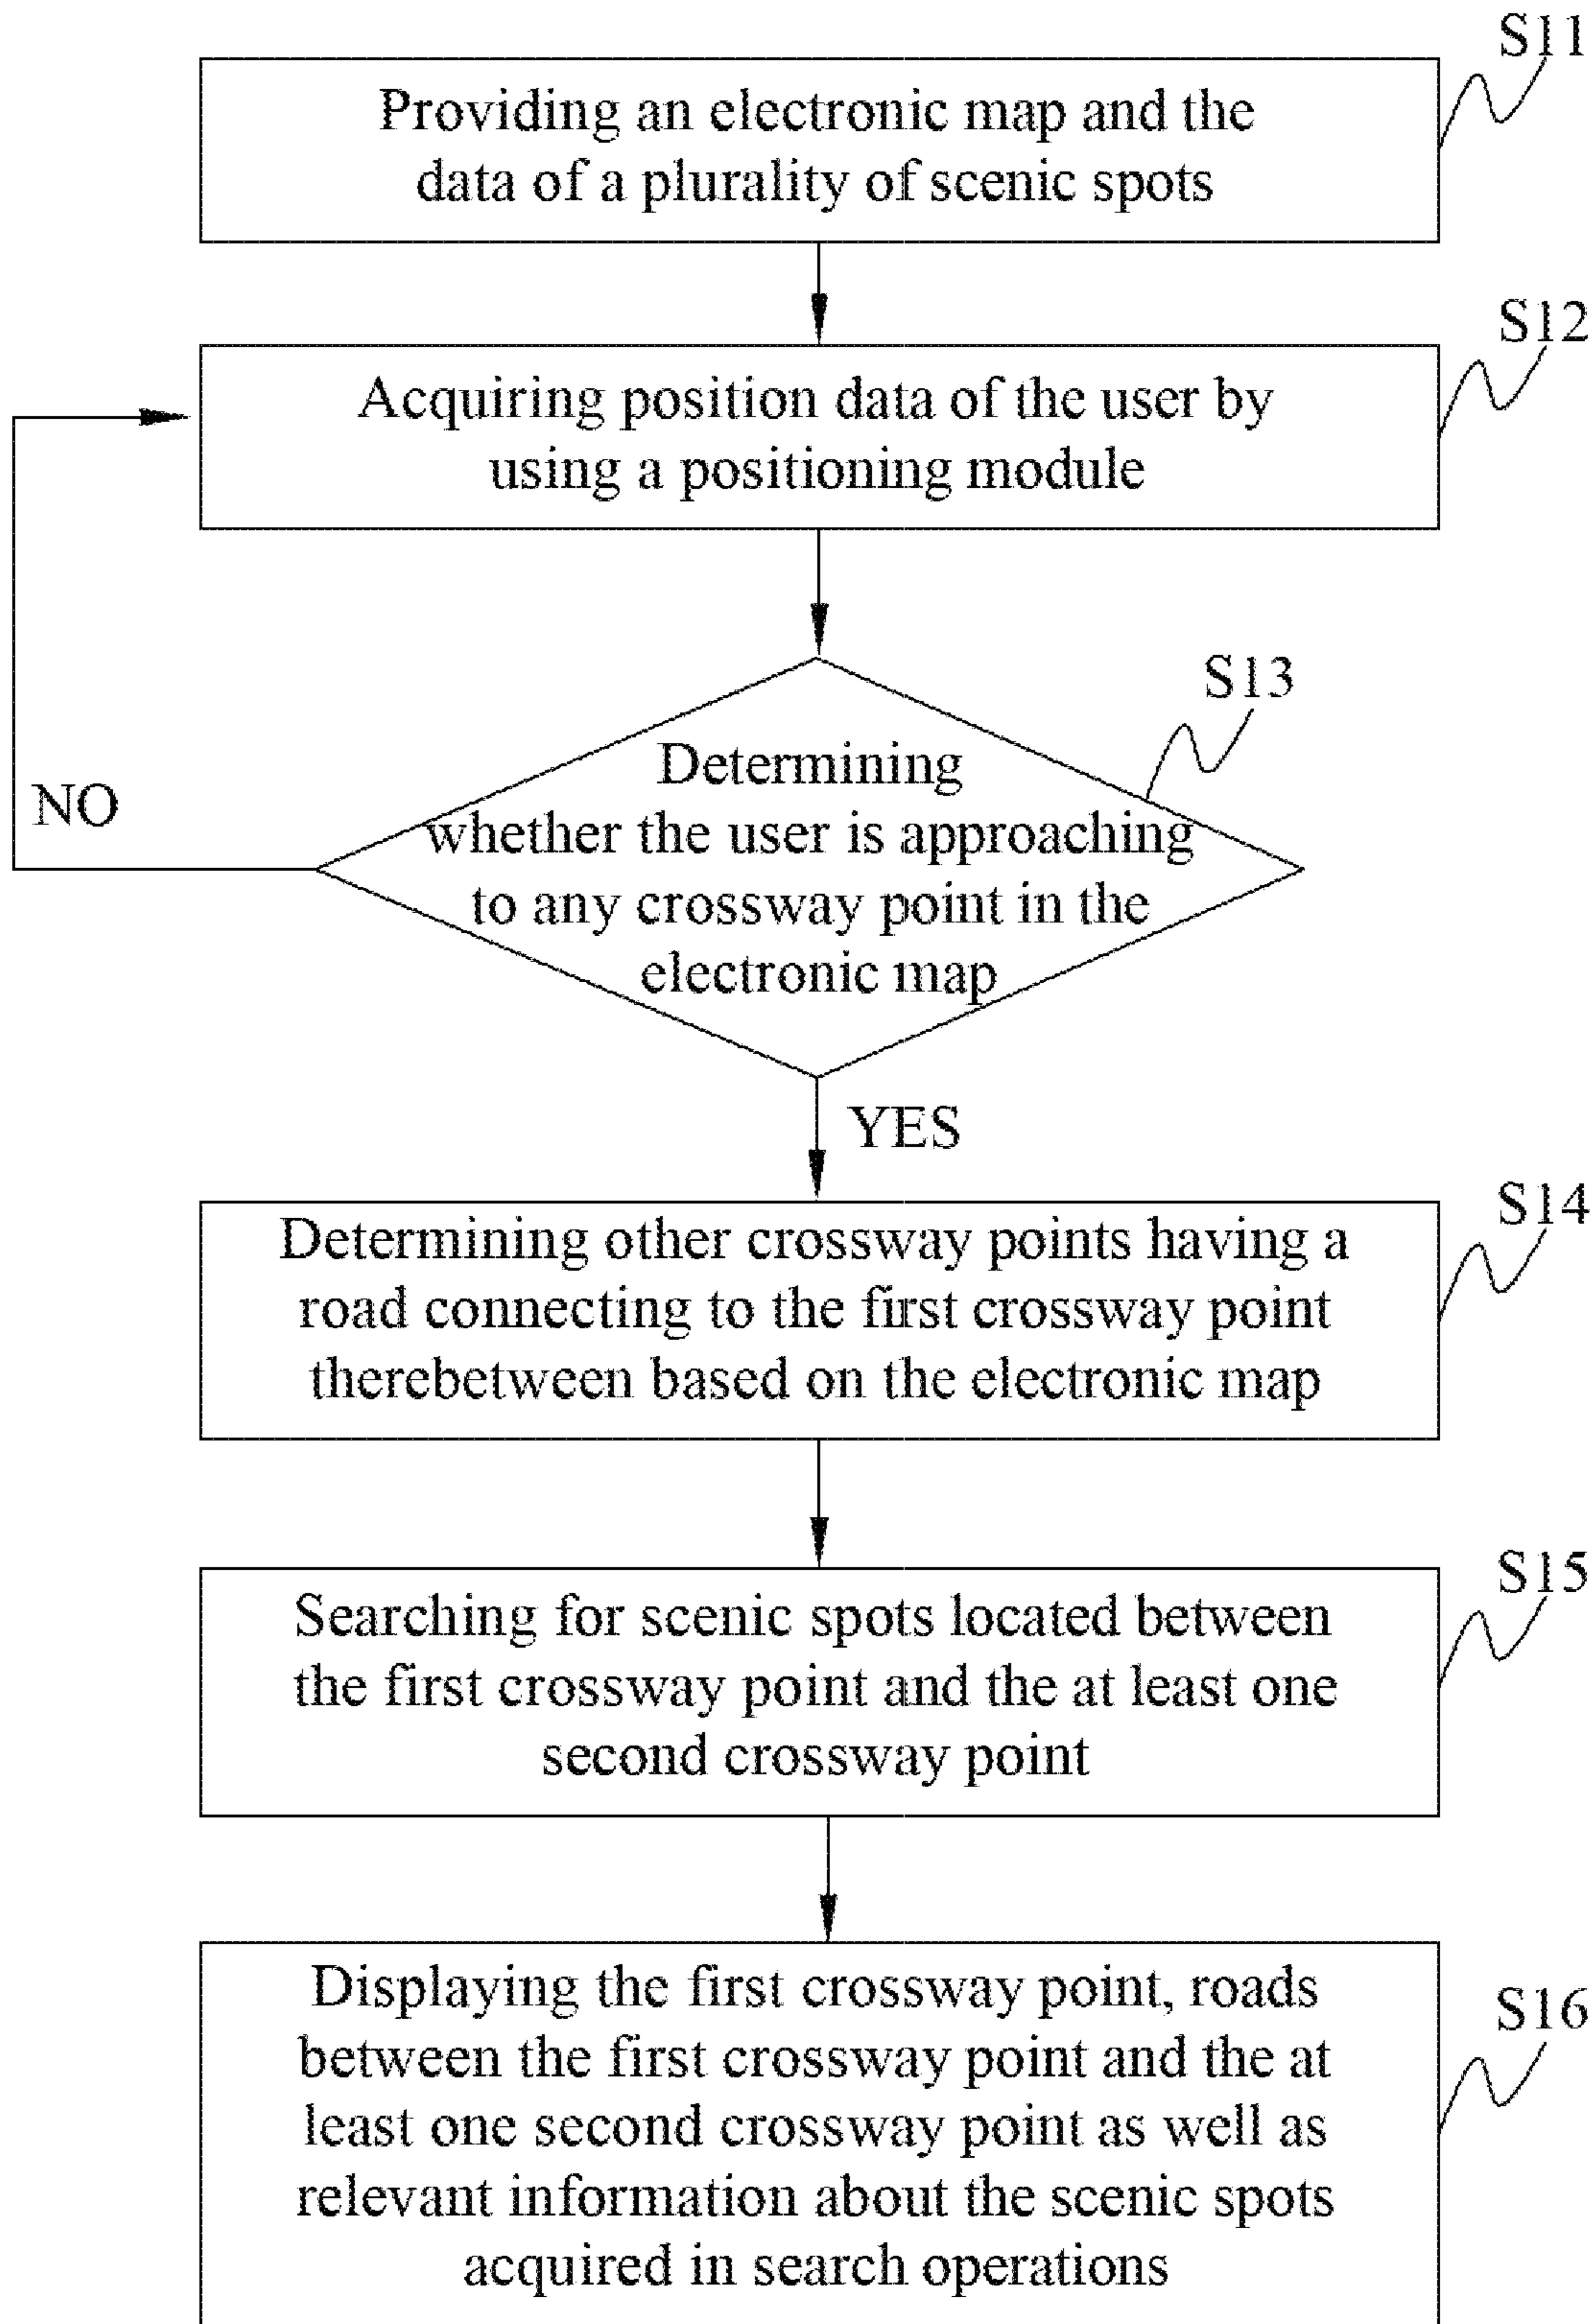 S11
Providing an electronic map and the
data of a plurality of scenic spots
S12
Acquiring position data of the user by
using a positioning module
S13
Determining
whether the user is approaching
to any crossway point in the
electronic map
NO
YES
S14
Determining other crossway points having a
road connecting to the first crossway point
therebetween based on the electronic map
S15
Searching for scenic spots located between
the first crossway point and the at least one
second crossway point
S16
Displaying the first crossway point, roads
between the first crossway point and the at
least one second crossway point as well as
relevant information about the scenic spots
acquired in search operations